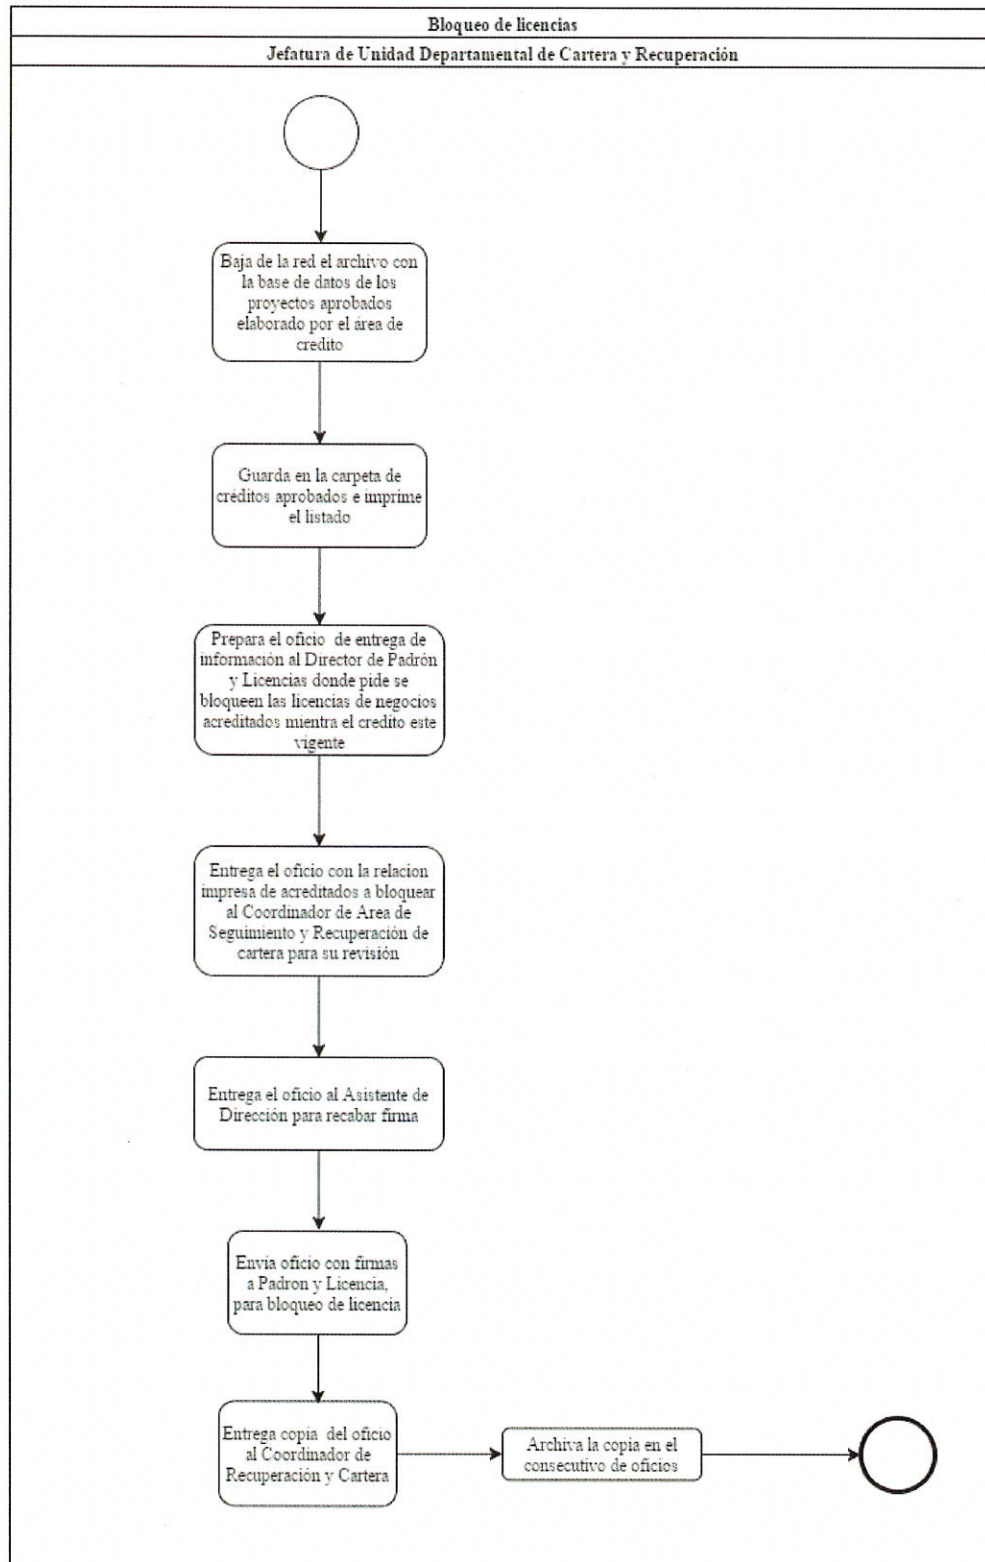 Bloqueo de licencias
Jefatura de Unidad Departamental de Cartera y Recuperación
Baja de la red el archivo con
la base de datos de los
proyectos aprobados
elaborado por el área de
credito
Guarda en la carpeta de
créditos aprobados e imprime
el listado
Prepara el oficio de entrega de
información al Director de Padrón
y Licencias donde pide se
bloqueen las licencias de negocios
acreditados mientra el credito este
vigente
Entrega el oficio con la relacion
impresa de acreditados a bloquear
al Coordinador de Area de
Seguimiento y Recuperación de
cartera para su revisión
Entrega el oficio al Asistente de
Dirección para recabar firma
Envia oficio con firmas
a Padron y Licencia,
para bloqueo de licencia
Entrega copia del oficio
al Coordinador de
Recuperación y Cartera
Archiva la copia en el
consecutivo de oficios